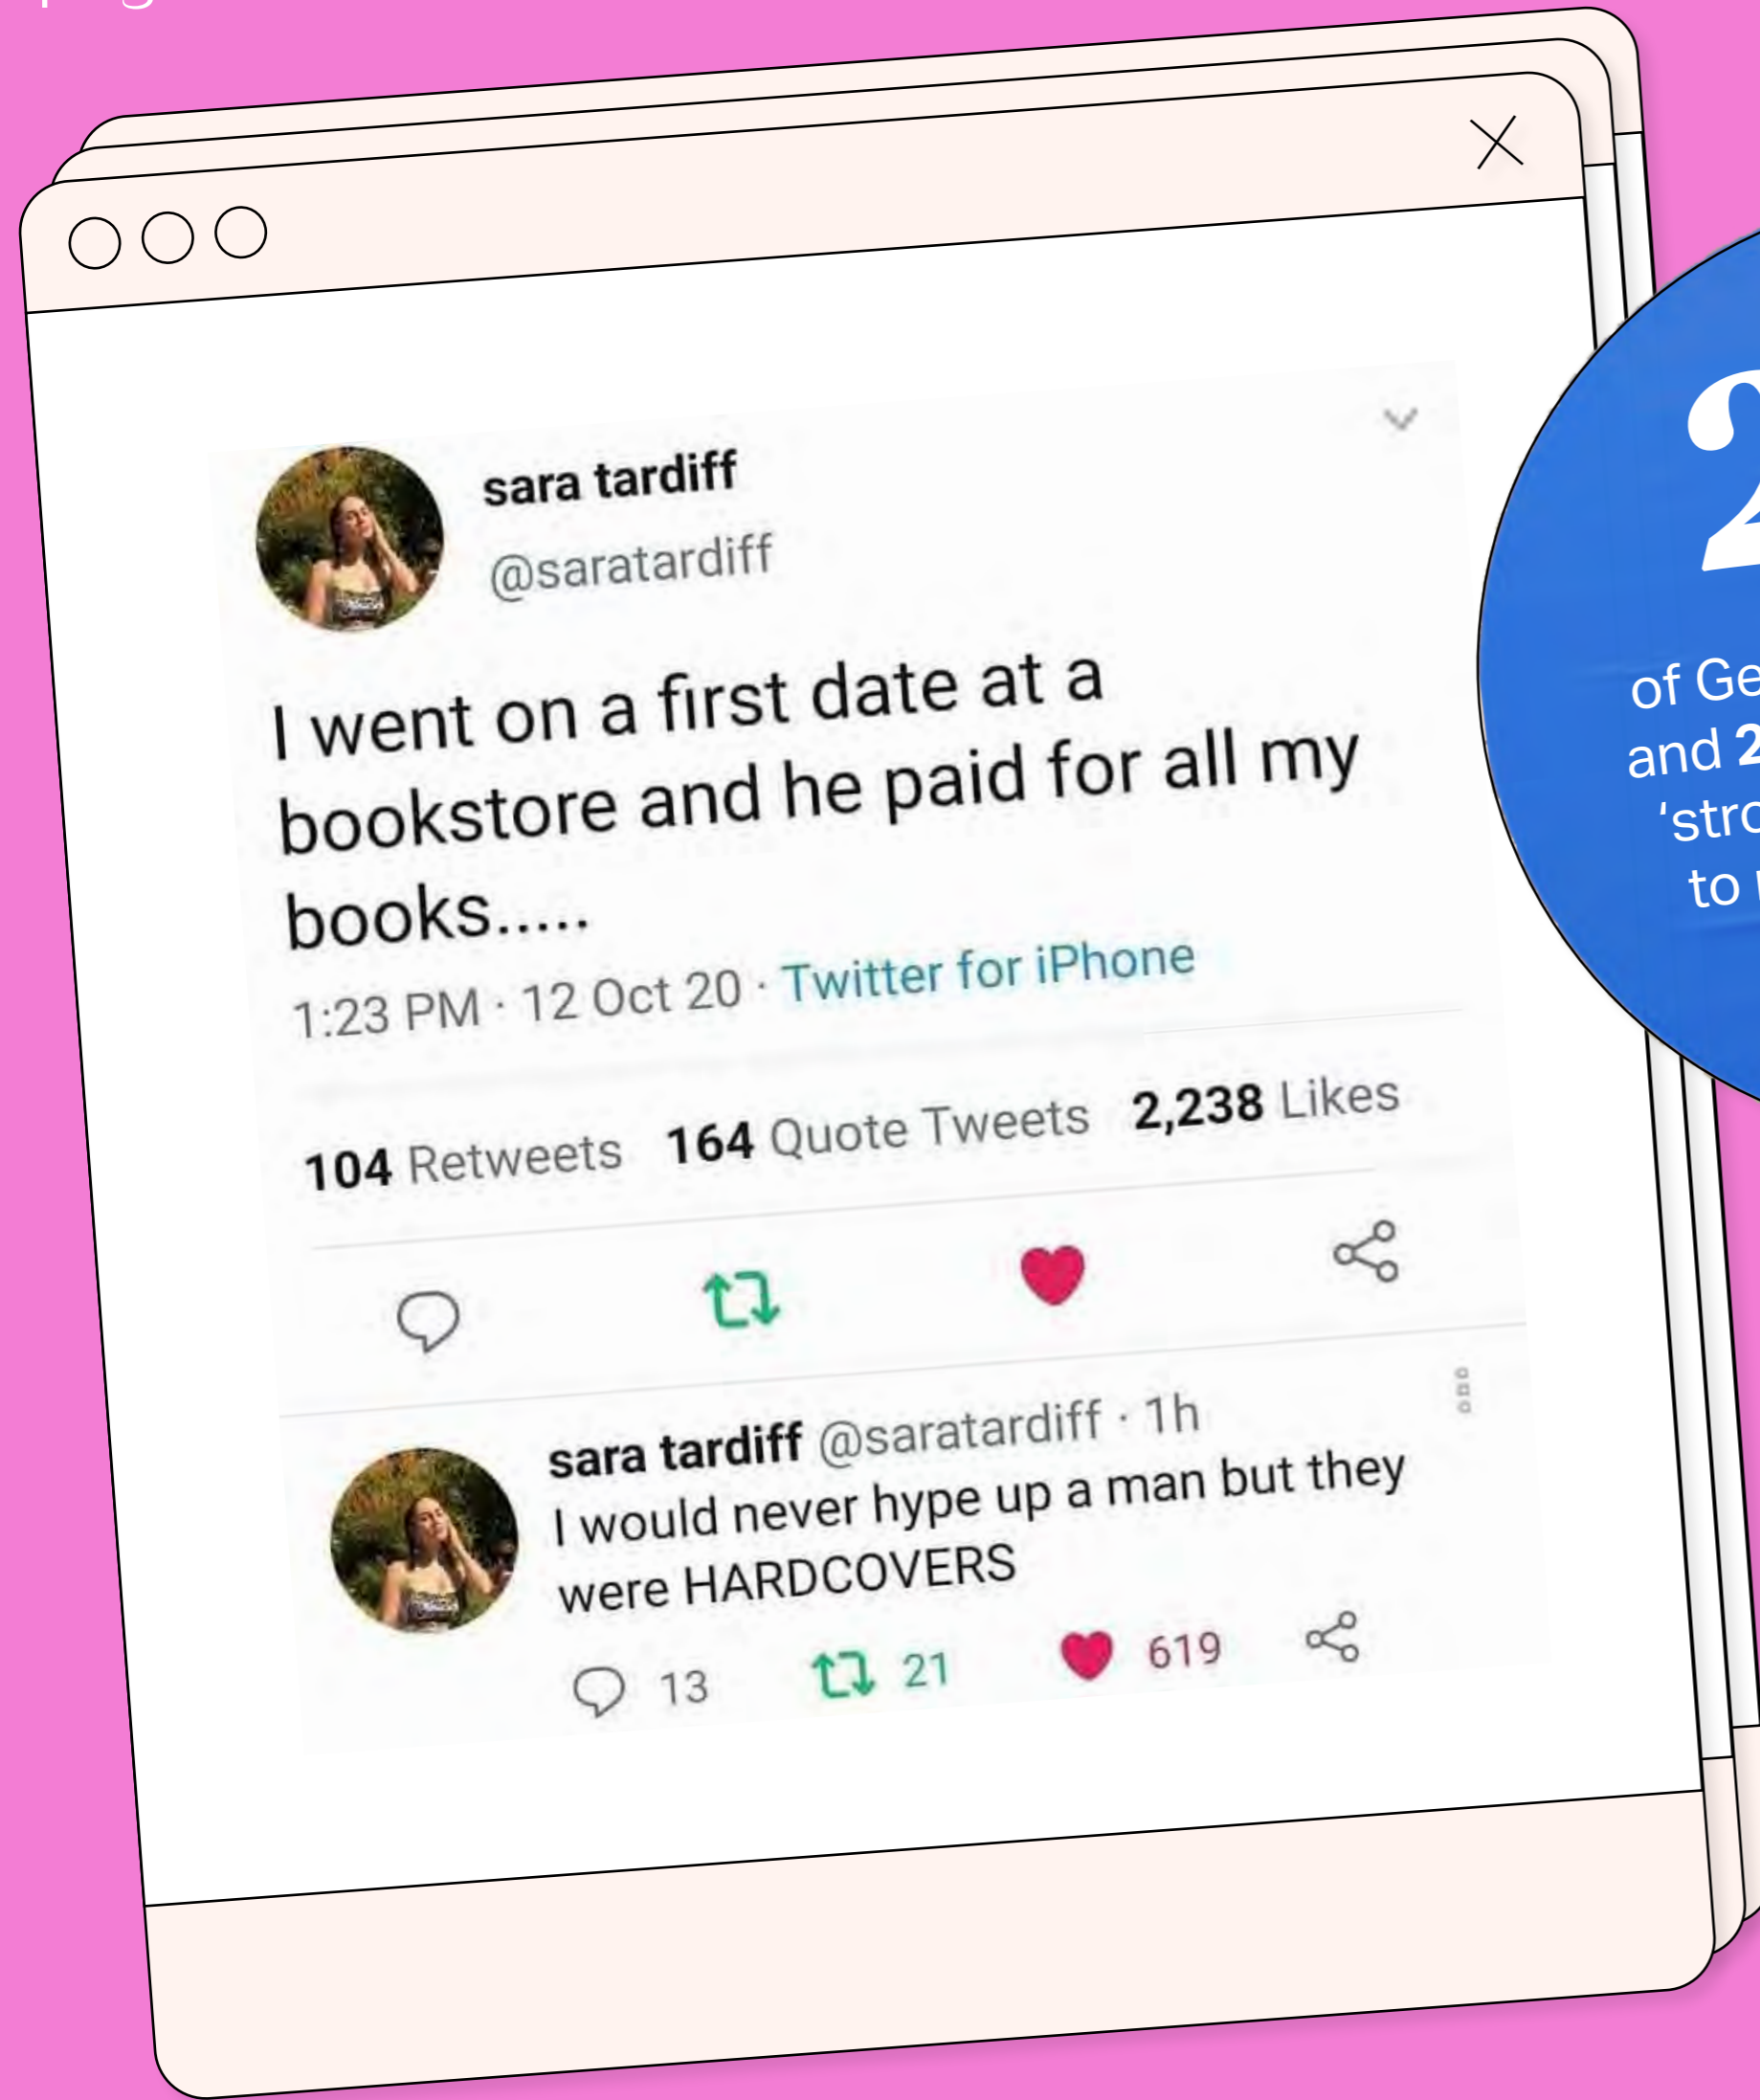 sara tardiff
@saratardiff
I went on a first date at a
bookstore and he paid for all my
books.....
1:23 PM · 12 Oct 20 · Twitter for iPhone
104 Retweets 164 Quote Tweets 2,238 Likes
sara tardiff @saratardiff · 1h
I would never hype up a man but they
were HARDCOVERS
13 21 619
2
of Ge
and 2
‘stro
to